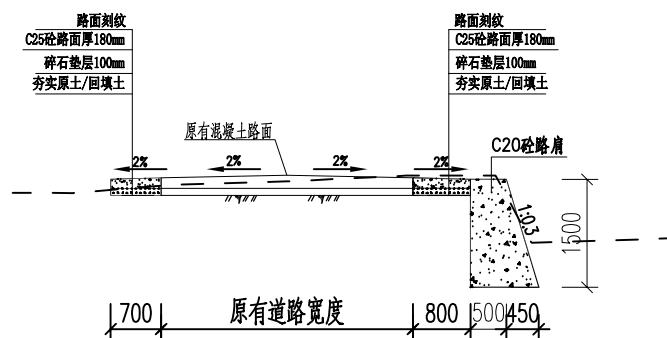 路面刻纹
C25砼路面厚180mm
碎石垫层100mm
夯实原土/回填土
路面刻纹
C25砼路面厚180mm
碎石垫层100mm
夯实原土/回填土
原有混凝土路面
C20砼路肩
2%
2%
2%
2%
1:0.3
1500
700
原有道路宽度
800
500
450